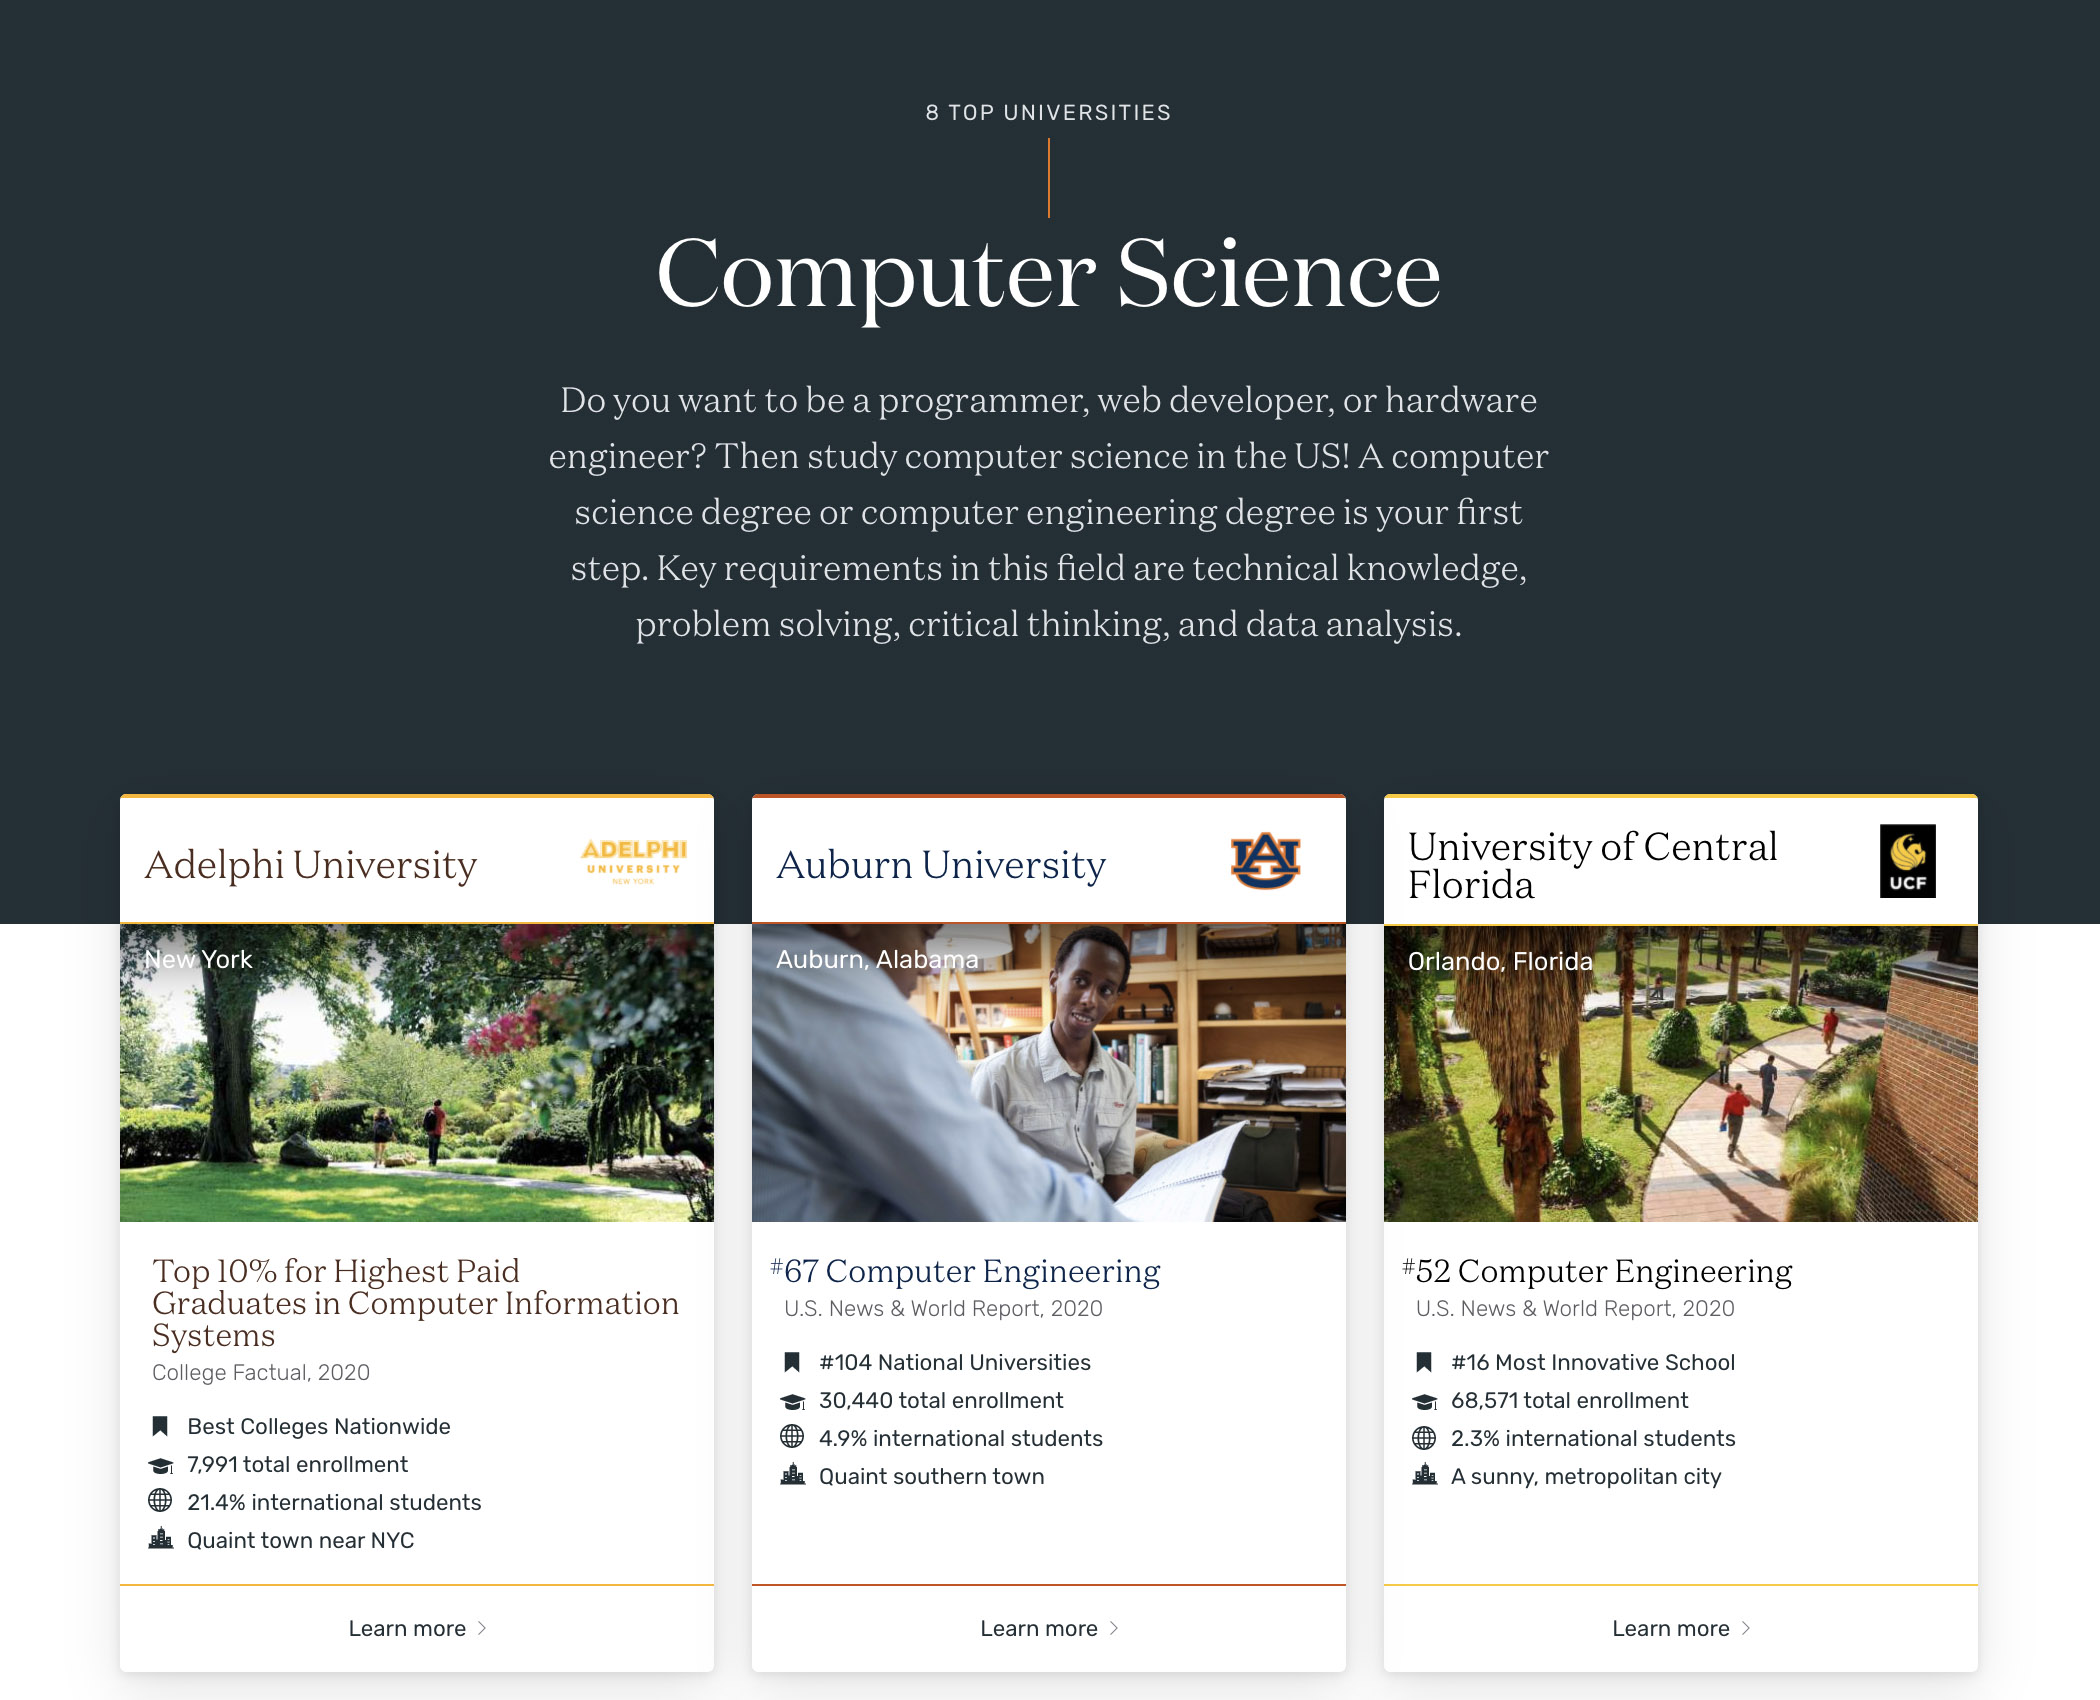 8 TOP UNIVERSITIES
Computer Science
Do you want to be a programmer, web developer, or hardware
engineer? Then study computer science in the US! A computer
science degree or computer engineering degree is your first
step. Key requirements in this field are technical knowledge,
problem solving, critical thinking, and data analysis.
Adelphi University
ADELPHI
UNIVERSITY
NEW YORK
New York
Top 10% for Highest Paid
Graduates in Computer Information
Systems
College Factual, 2020
Best Colleges Nationwide
7,991 total enrollment
21.4% international students
Quaint town near NYC
Learn more
Auburn University
AU
Auburn, Alabama
#67 Computer Engineering
U.S. News & World Report, 2020
#104 National Universities
30,440 total enrollment
4.9% international students
Quaint southern town
Learn more
University of Central
Florida
UCF
Orlando, Florida
#52 Computer Engineering
U.S. News & World Report, 2020
#16 Most Innovative School
68,571 total enrollment
2.3% international students
A sunny, metropolitan city
Learn more